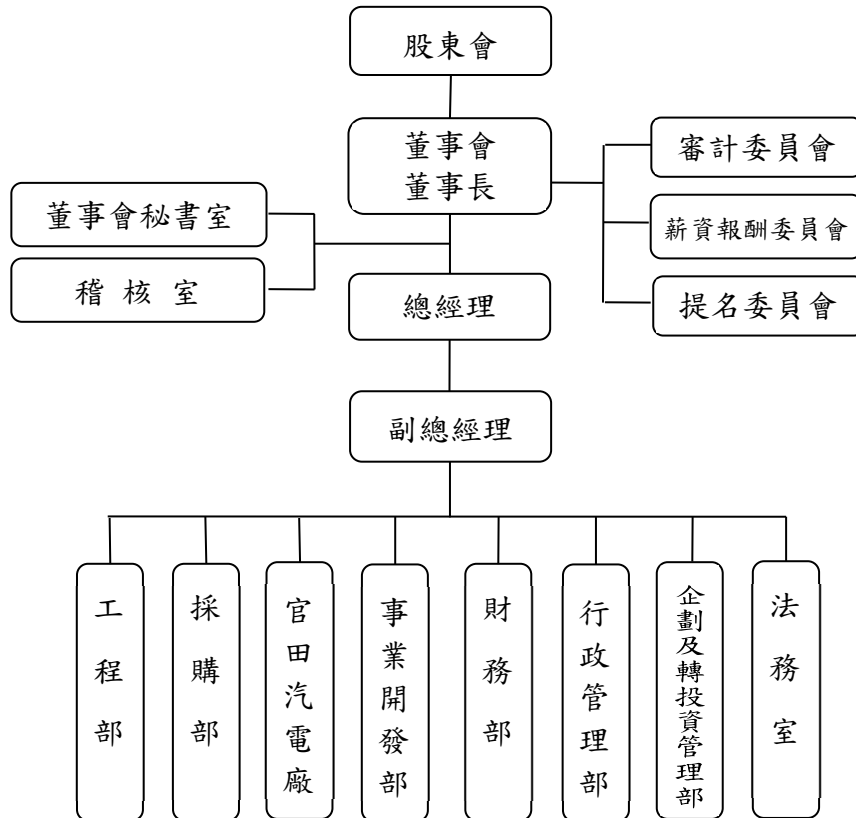 股東會
董事會
董事長
審計委員會
薪資報酬委員會
提名委員會
董事會秘書室
稽核室
總經理
副總經理
工程部
採購部
官田汽電廠
事業開發部
財務部
行政管理部
企劃及轉投資管理部
法務室